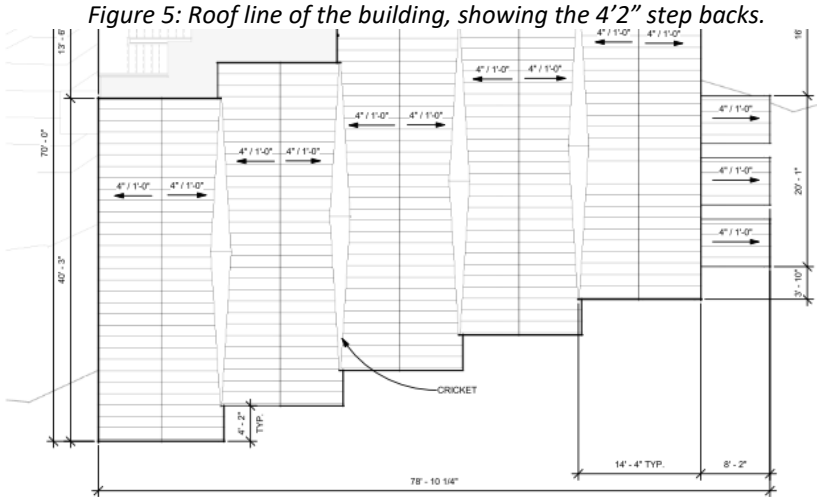 Figure 5: Roof line of the building, showing the 4’2” step backs.
13' - 6"
4" / 1'-0" 4" / 1'-0"
16'
4" / 1'-0" 4" / 1'-0"
4" / 1'-0"
4" / 1'-0" 4" / 1'-0"
70' - 0"
4" / 1'-0" 4" / 1'-0"
4" / 1'-0"
20' - 1"
4" / 1'-0" 4" / 1'-0"
4" / 1'-0"
40' - 3"
3' - 10"
CRICKET
4' - 2"
TYP.
14' - 4" TYP.
8' - 2"
78' - 10 1/4"